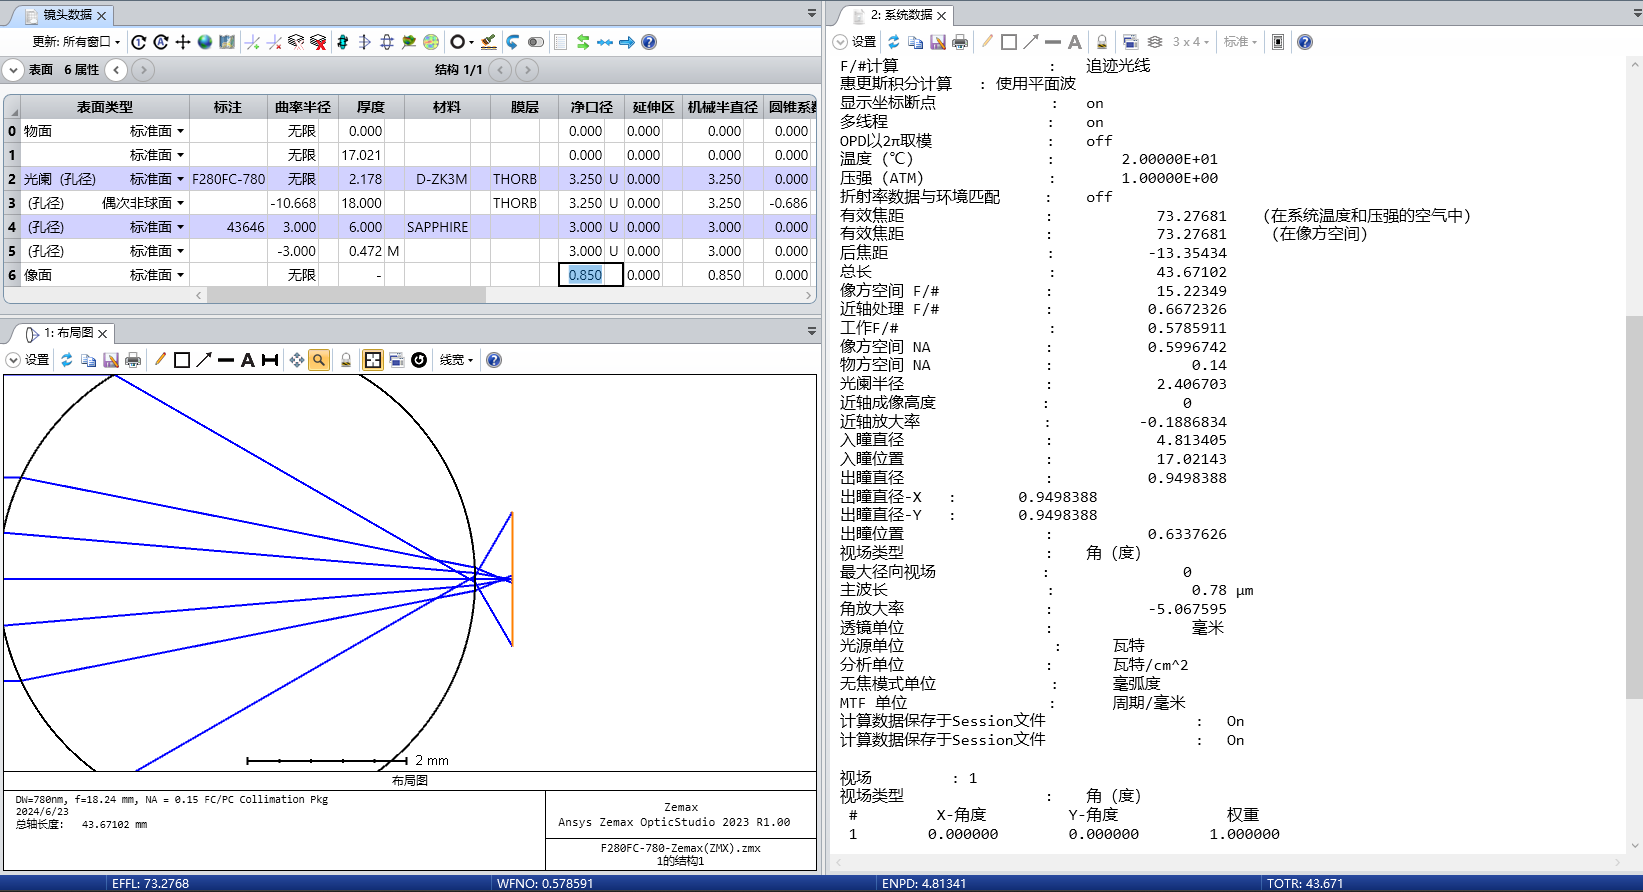 镜头数据
更新: 所有窗口
表面 6 属性
结构 1/1
表面类型 标注 曲率半径 厚度 材料 膜层 净口径 延伸区 机械半直径 圆锥系数
0 物面 标准面 无限 0.000 0.000 0.000 0.000 0.000
1 标准面 无限 17.021 0.000 0.000 0.000 0.000
2 光阑 (孔径) 标准面 F280FC-780 无限 2.178 D-ZK3M THORB 3.250 U 0.000 3.250 0.000
3 (孔径) 偶次非球面 -10.668 18.000 THORB 3.250 U 0.000 3.250 -0.686
4 (孔径) 标准面 43646 3.000 6.000 SAPPHIRE 3.000 U 0.000 3.000 0.000
5 (孔径) 标准面 -3.000 0.472 M 3.000 U 0.000 3.000 0.000
6 像面 标准面 无限 - 0.850 0.000 0.850 0.000
1: 布局图
设置 线宽
2 mm
布局图
DW=780nm, f=18.24 mm, NA = 0.15 FC/PC Collimation Pkg
2024/6/23
总轴长度: 43.67102 mm
Zemax
Ansys Zemax OpticStudio 2023 R1.00
F280FC-780-Zemax(ZMX).zmx
1的结构1
2: 系统数据
设置 3 x 4 标准
F/#计算 : 追迹光线
惠更斯积分计算 : 使用平面波
显示坐标断点 : on
多线程 : on
OPD以2π取模 : off
温度 (℃) : 2.00000E+01
压强 (ATM) : 1.00000E+00
折射率数据与环境匹配 : off
有效焦距 : 73.27681 (在系统温度和压强的空气中)
有效焦距 : 73.27681 (在像方空间)
后焦距 : -13.35434
总长 : 43.67102
像方空间 F/# : 15.22349
近轴处理 F/# : 0.6672326
工作F/# : 0.5785911
像方空间 NA : 0.5996742
物方空间 NA : 0.14
光阑半径 : 2.406703
近轴成像高度 : 0
近轴放大率 : -0.1886834
入瞳直径 : 4.813405
入瞳位置 : 17.02143
出瞳直径 : 0.9498388
出瞳直径-X : 0.9498388
出瞳直径-Y : 0.9498388
出瞳位置 : 0.6337626
视场类型 : 角 (度)
最大径向视场 : 0
主波长 : 0.78 μm
角放大率 : -5.067595
透镜单位 : 毫米
光源单位 : 瓦特
分析单位 : 瓦特/cm^2
无焦模式单位 : 毫弧度
MTF 单位 : 周期/毫米
计算数据保存于Session文件 : On
计算数据保存于Session文件 : On
视场 : 1
视场类型 : 角 (度)
# X-角度 Y-角度 权重
1 0.000000 0.000000 1.000000
EFFL: 73.2768 WFNO: 0.578591 ENPD: 4.81341 TOTR: 43.671